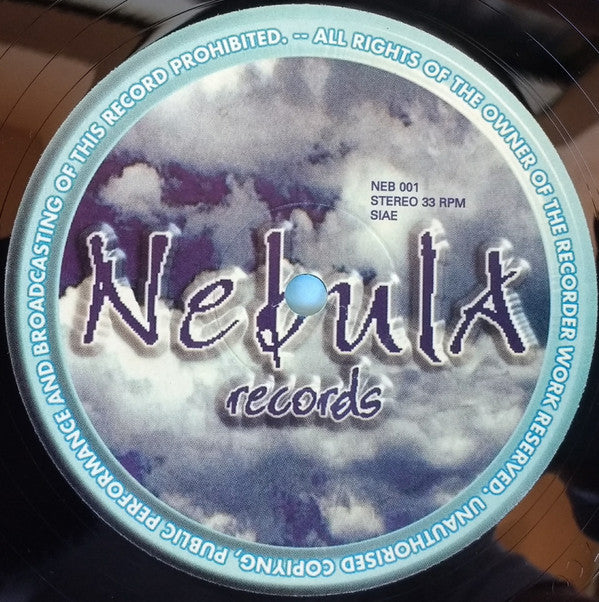 NEB 001
STEREO 33 RPM
SIAE
NebulA
records
ALL RIGHTS OF THE OWNER OF THE RECORDER WORK RESERVED. UNAUTHORISED COPIYNG, PUBLIC PERFORMANCE AND BROADCASTING OF THIS RECORD PROHIBITED. --